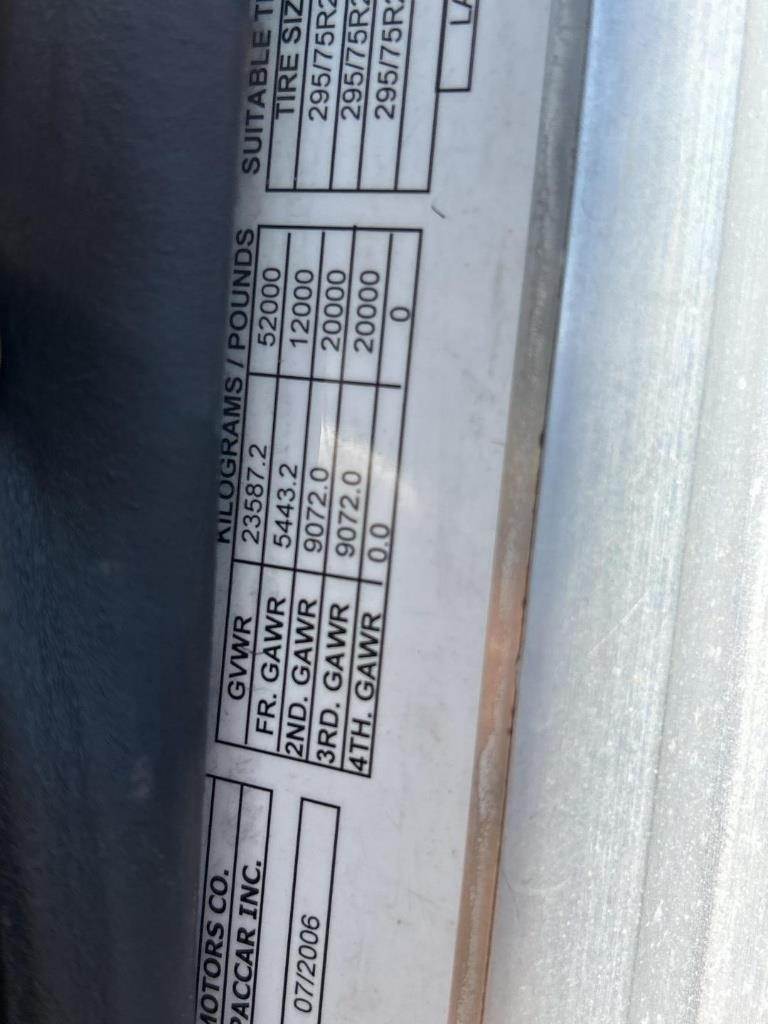 MOTORS CO.
PACCAR INC.
07/2006
KILOGRAMS / POUNDS
GVWR 23587.2 52000
FR. GAWR 5443.2 12000
2ND. GAWR 9072.0 20000
3RD. GAWR 9072.0 20000
4TH. GAWR 0.0 0
SUITABLE
TIRE
295/75R2
295/75R2
295/75R2